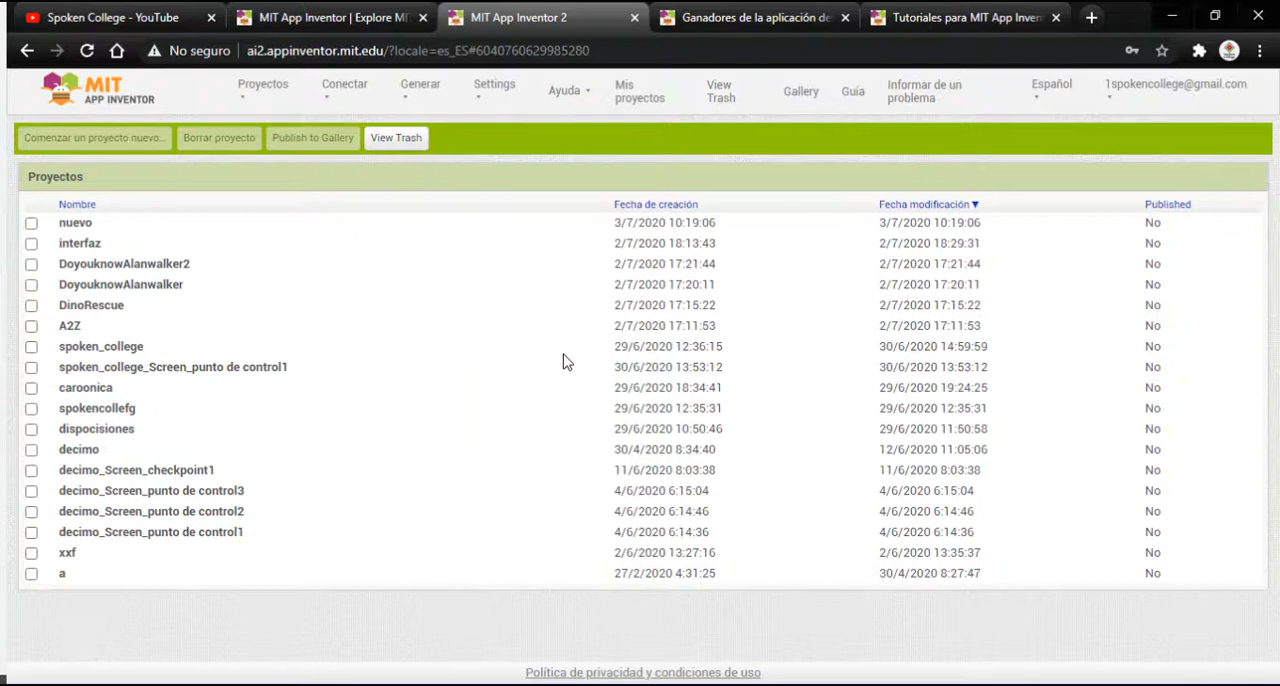 Spoken College - YouTube
MIT App Inventor | Explore MI
MIT App Inventor 2
Ganadores de la aplicación de
Tutoriales para MIT App Inven
No seguro
ai2.appinventor.mit.edu/?locale=es_ES#6040760629985280
MIT
APP INVENTOR
Proyectos
Conectar
Generar
Settings
Ayuda
Mis
proyectos
View
Trash
Gallery
Guía
Informar de un
problema
Español
1spokencollege@gmail.com
Comenzar un proyecto nuevo...
Borrar proyecto
Publish to Gallery
View Trash
Proyectos
Nombre Fecha de creación Fecha modificación▼ Published
nuevo 3/7/2020 10:19:06 3/7/2020 10:19:06 No
interfaz 2/7/2020 18:13:43 2/7/2020 18:29:31 No
DoyouknowAlanwalker2 2/7/2020 17:21:44 2/7/2020 17:21:44 No
DoyouknowAlanwalker 2/7/2020 17:20:11 2/7/2020 17:20:11 No
DinoRescue 2/7/2020 17:15:22 2/7/2020 17:15:22 No
A2Z 2/7/2020 17:11:53 2/7/2020 17:11:53 No
spoken_college 29/6/2020 12:36:15 30/6/2020 14:59:59 No
spoken_college_Screen_punto de control1 30/6/2020 13:53:12 30/6/2020 13:53:12 No
caroonica 29/6/2020 18:34:41 29/6/2020 19:24:25 No
spokencollefg 29/6/2020 12:35:31 29/6/2020 12:35:31 No
dispocisiones 29/6/2020 10:50:46 29/6/2020 11:50:58 No
decimo 30/4/2020 8:34:40 12/6/2020 11:05:06 No
decimo_Screen_checkpoint1 11/6/2020 8:03:38 11/6/2020 8:03:38 No
decimo_Screen_punto de control3 4/6/2020 6:15:04 4/6/2020 6:15:04 No
decimo_Screen_punto de control2 4/6/2020 6:14:46 4/6/2020 6:14:46 No
decimo_Screen_punto de control1 4/6/2020 6:14:36 4/6/2020 6:14:36 No
xxf 2/6/2020 13:27:16 2/6/2020 13:35:37 No
a 27/2/2020 4:31:25 30/4/2020 8:27:47 No
Política de privacidad y condiciones de uso